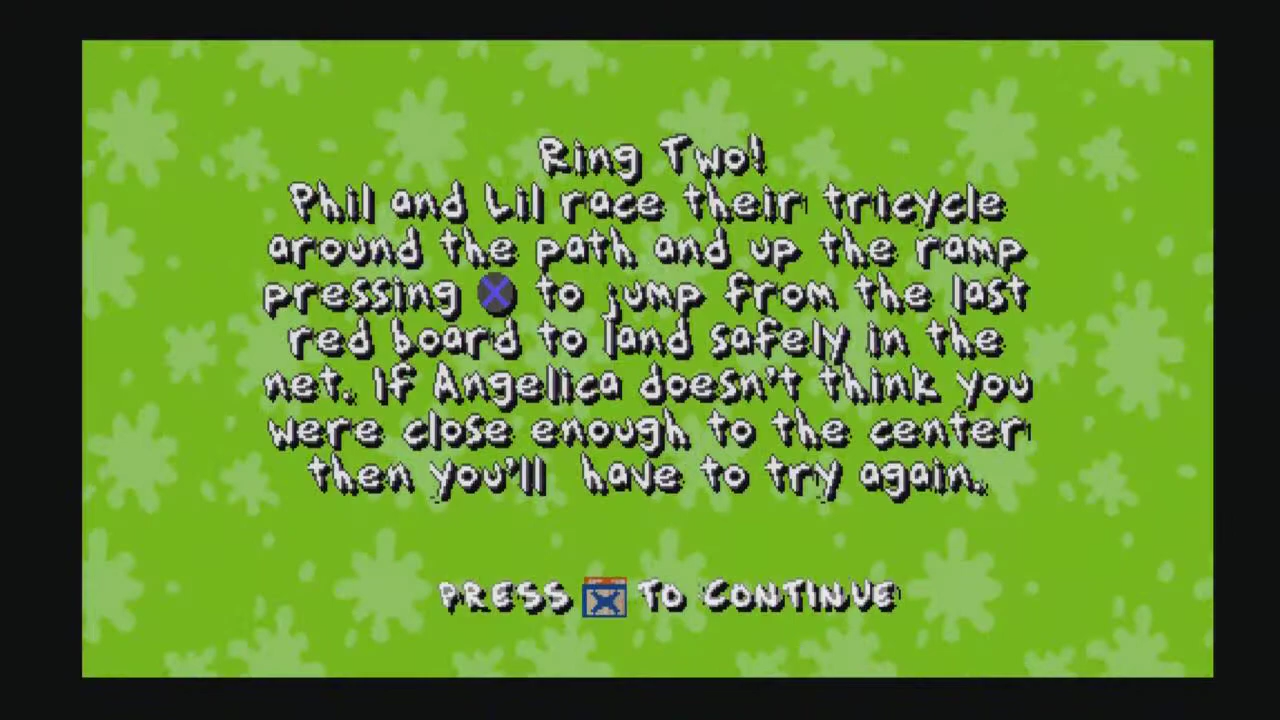 Ring Two!
Phil and Lil race their tricycle
around the path and up the ramp
pressing X to jump from the last
red board to land safely in the
net. If Angelica doesn't think you
were close enough to the center
then you'll have to try again.
PRESS X TO CONTINUE